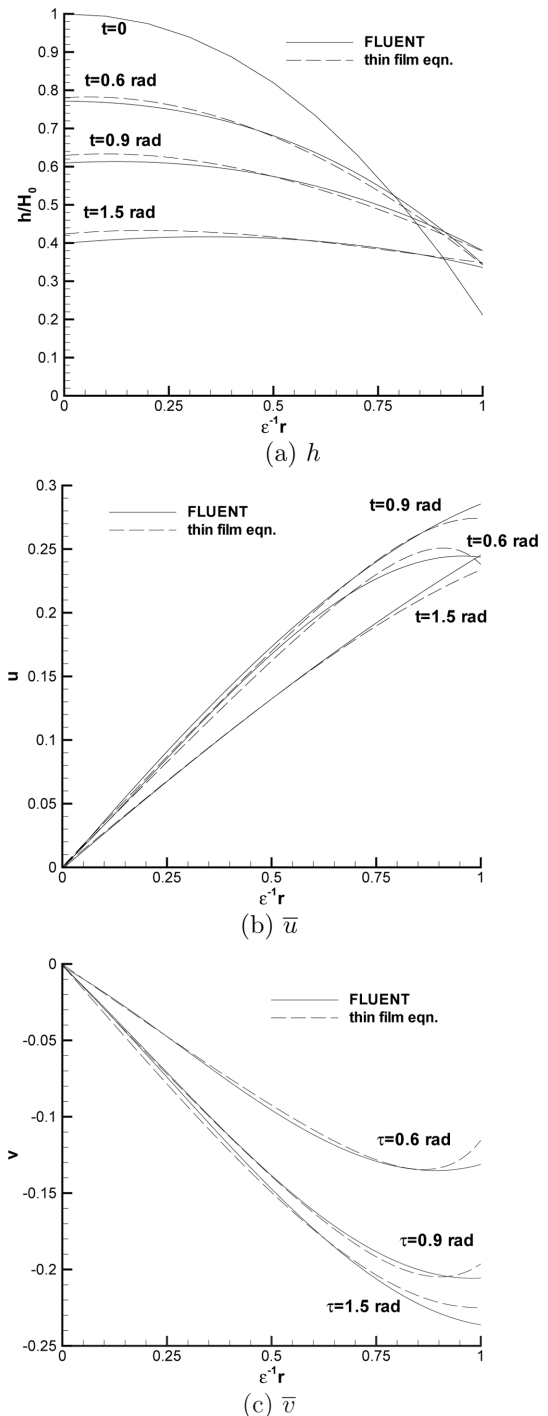 1
0.9
0.8
0.7
0.6
0.5
0.4
0.3
0.2
0.1
0
h/H₀
t=0
t=0.6 rad
t=0.9 rad
t=1.5 rad
FLUENT
thin film eqn.
0 0.25 0.5 0.75 1
ε⁻¹r
(a) h
0.3
0.25
0.2
0.15
0.1
0.05
0
u
FLUENT
thin film eqn.
t=0.9 rad
t=0.6 rad
t=1.5 rad
0 0.25 0.5 0.75 1
ε⁻¹r
(b) u̅
0
-0.05
-0.1
-0.15
-0.2
-0.25
v
FLUENT
thin film eqn.
τ=0.6 rad
τ=0.9 rad
τ=1.5 rad
0 0.25 0.5 0.75 1
ε⁻¹r
(c) v̅